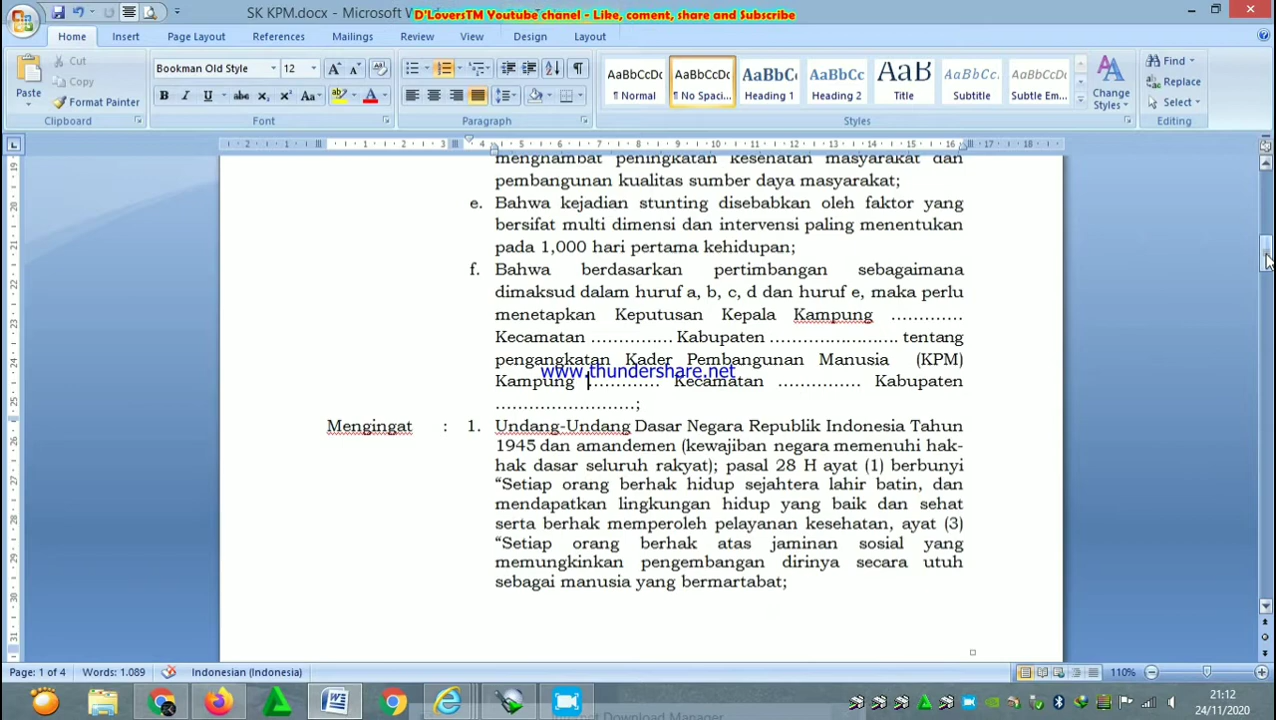 SK KPM.docx - Microsoft Word
D'LoversTM Youtube chanel - Like, coment, share and Subscribe
Home Insert Page Layout References Mailings Review View Design Layout
Paste
Cut
Copy
Format Painter
Clipboard
Bookman Old Style 12
Font
Paragraph
AaBbCcDc AaBbCcDc AaBbCc AaBbCc AaB AaBbCc. AaBbCcDc
¶ Normal ¶ No Spaci... Heading 1 Heading 2 Title Subtitle Subtle Em...
Change Styles
Styles
Find
Replace
Select
Editing
menghambat peningkatan kesehatan masyarakat dan
pembangunan kualitas sumber daya masyarakat;
e. Bahwa kejadian stunting disebabkan oleh faktor yang
bersifat multi dimensi dan intervensi paling menentukan
pada 1,000 hari pertama kehidupan;
f. Bahwa berdasarkan pertimbangan sebagaimana
dimaksud dalam huruf a, b, c, d dan huruf e, maka perlu
menetapkan Keputusan Kepala Kampung ………….
Kecamatan …………… Kabupaten ……………………. tentang
pengangkatan Kader Pembangunan Manusia (KPM)
www.thundershare.net
Kampung …………. Kecamatan …………… Kabupaten
……………………….;
Mengingat : 1. Undang-Undang Dasar Negara Republik Indonesia Tahun
1945 dan amandemen (kewajiban negara memenuhi hak-
hak dasar seluruh rakyat); pasal 28 H ayat (1) berbunyi
“Setiap orang berhak hidup sejahtera lahir batin, dan
mendapatkan lingkungan hidup yang baik dan sehat
serta berhak memperoleh pelayanan kesehatan, ayat (3)
“Setiap orang berhak atas jaminan sosial yang
memungkinkan pengembangan dirinya secara utuh
sebagai manusia yang bermartabat;
Page: 1 of 4 Words: 1.089 Indonesian (Indonesia) 110%
21:12
24/11/2020